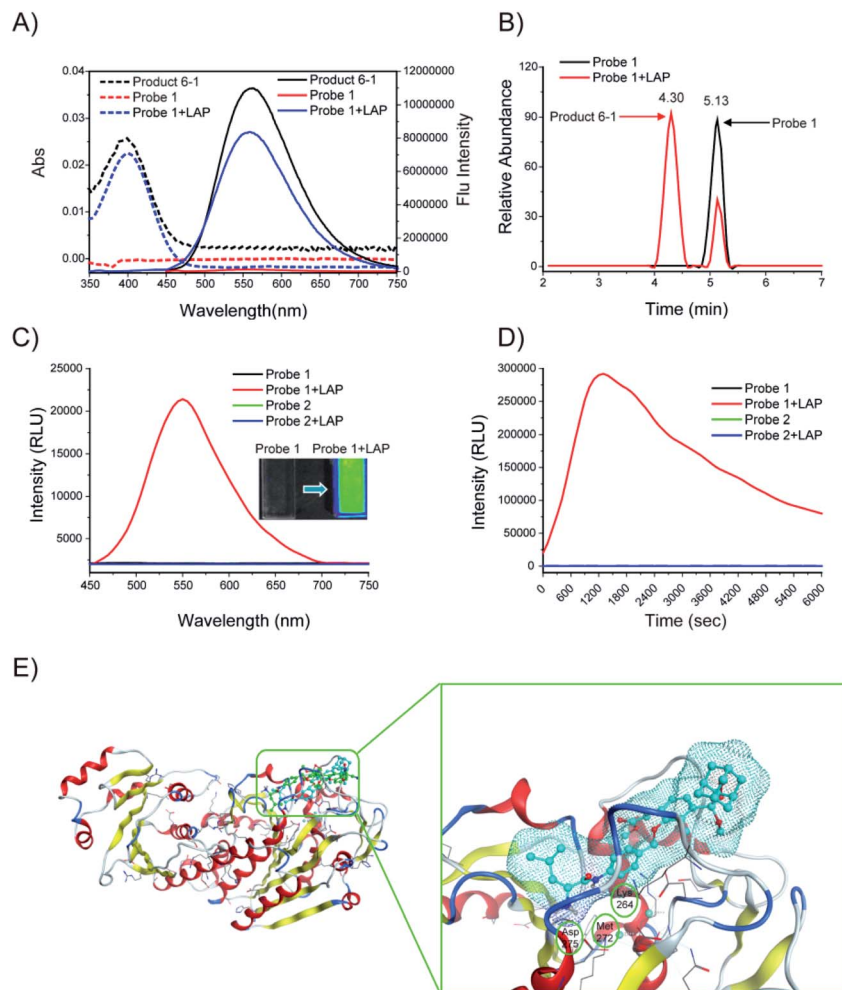 A)
Product 6-1
Probe 1
Probe 1+LAP
Product 6-1
Probe 1
Probe 1+LAP
0.04
0.03
0.02
0.01
0.00
Abs
12000000
10000000
8000000
6000000
4000000
2000000
0
Flu Intensity
350 400 450 500 550 600 650 700 750
Wavelength(nm)
B)
Probe 1
Probe 1+LAP
120
90
60
30
0
Relative Abundance
4.30
5.13
Product 6-1
Probe 1
2 3 4 5 6 7
Time (min)
C)
25000
20000
15000
10000
5000
Intensity (RLU)
Probe 1
Probe 1+LAP
Probe 2
Probe 2+LAP
Probe 1 Probe 1+LAP
450 500 550 600 650 700 750
Wavelength (nm)
D)
300000
250000
200000
150000
100000
50000
0
Intensity (RLU)
Probe 1
Probe 1+LAP
Probe 2
Probe 2+LAP
0 600 1200 1800 2400 3000 3600 4200 4800 5400 6000
Time (sec)
E)
Lys
264
Asp
275
Met
272